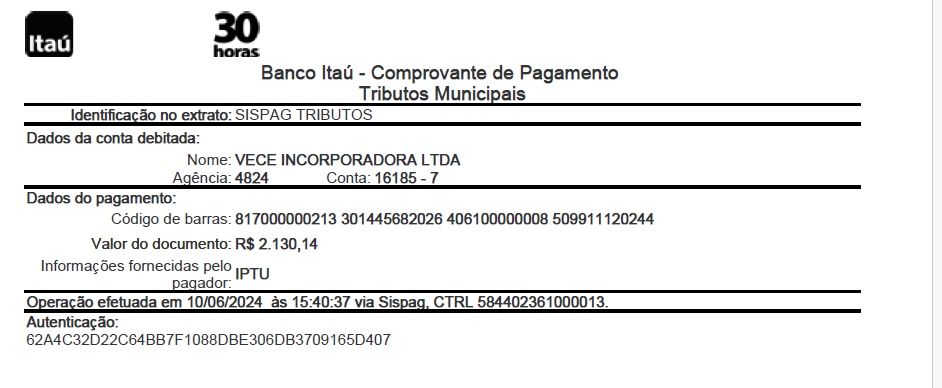 Itaú
30
horas
Banco Itaú - Comprovante de Pagamento
Tributos Municipais
Identificação no extrato: SISPAG TRIBUTOS
Dados da conta debitada:
Nome: VECE INCORPORADORA LTDA
Agência: 4824 Conta: 16185 - 7
Dados do pagamento:
Código de barras: 817000000213 301445682026 406100000008 509911120244
Valor do documento: R$ 2.130,14
Informações fornecidas pelo
pagador: IPTU
Operação efetuada em 10/06/2024 às 15:40:37 via Sispag, CTRL 584402361000013.
Autenticação:
62A4C32D22C64BB7F1088DBE306DB3709165D407